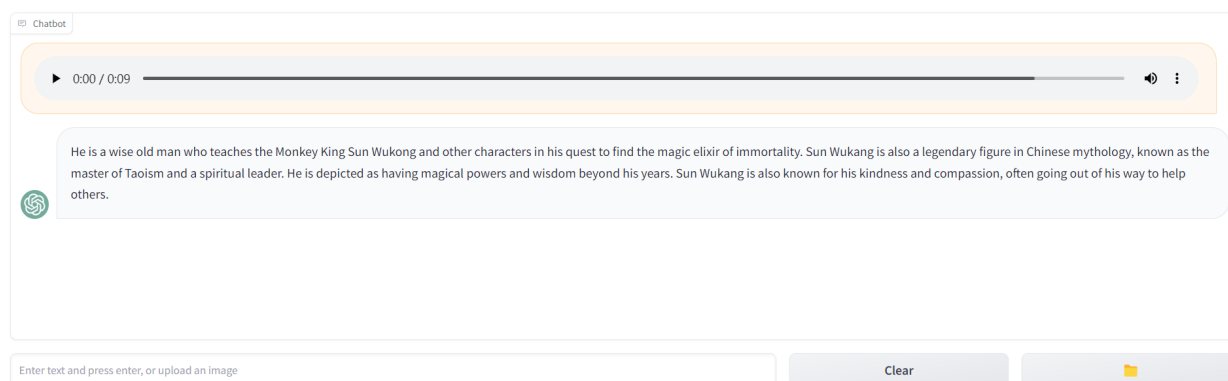 Chatbot
0:00 / 0:09
He is a wise old man who teaches the Monkey King Sun Wukong and other characters in his quest to find the magic elixir of immortality. Sun Wukang is also a legendary figure in Chinese mythology, known as the
master of Taoism and a spiritual leader. He is depicted as having magical powers and wisdom beyond his years. Sun Wukang is also known for his kindness and compassion, often going out of his way to help
others.
Enter text and press enter, or upload an image
Clear